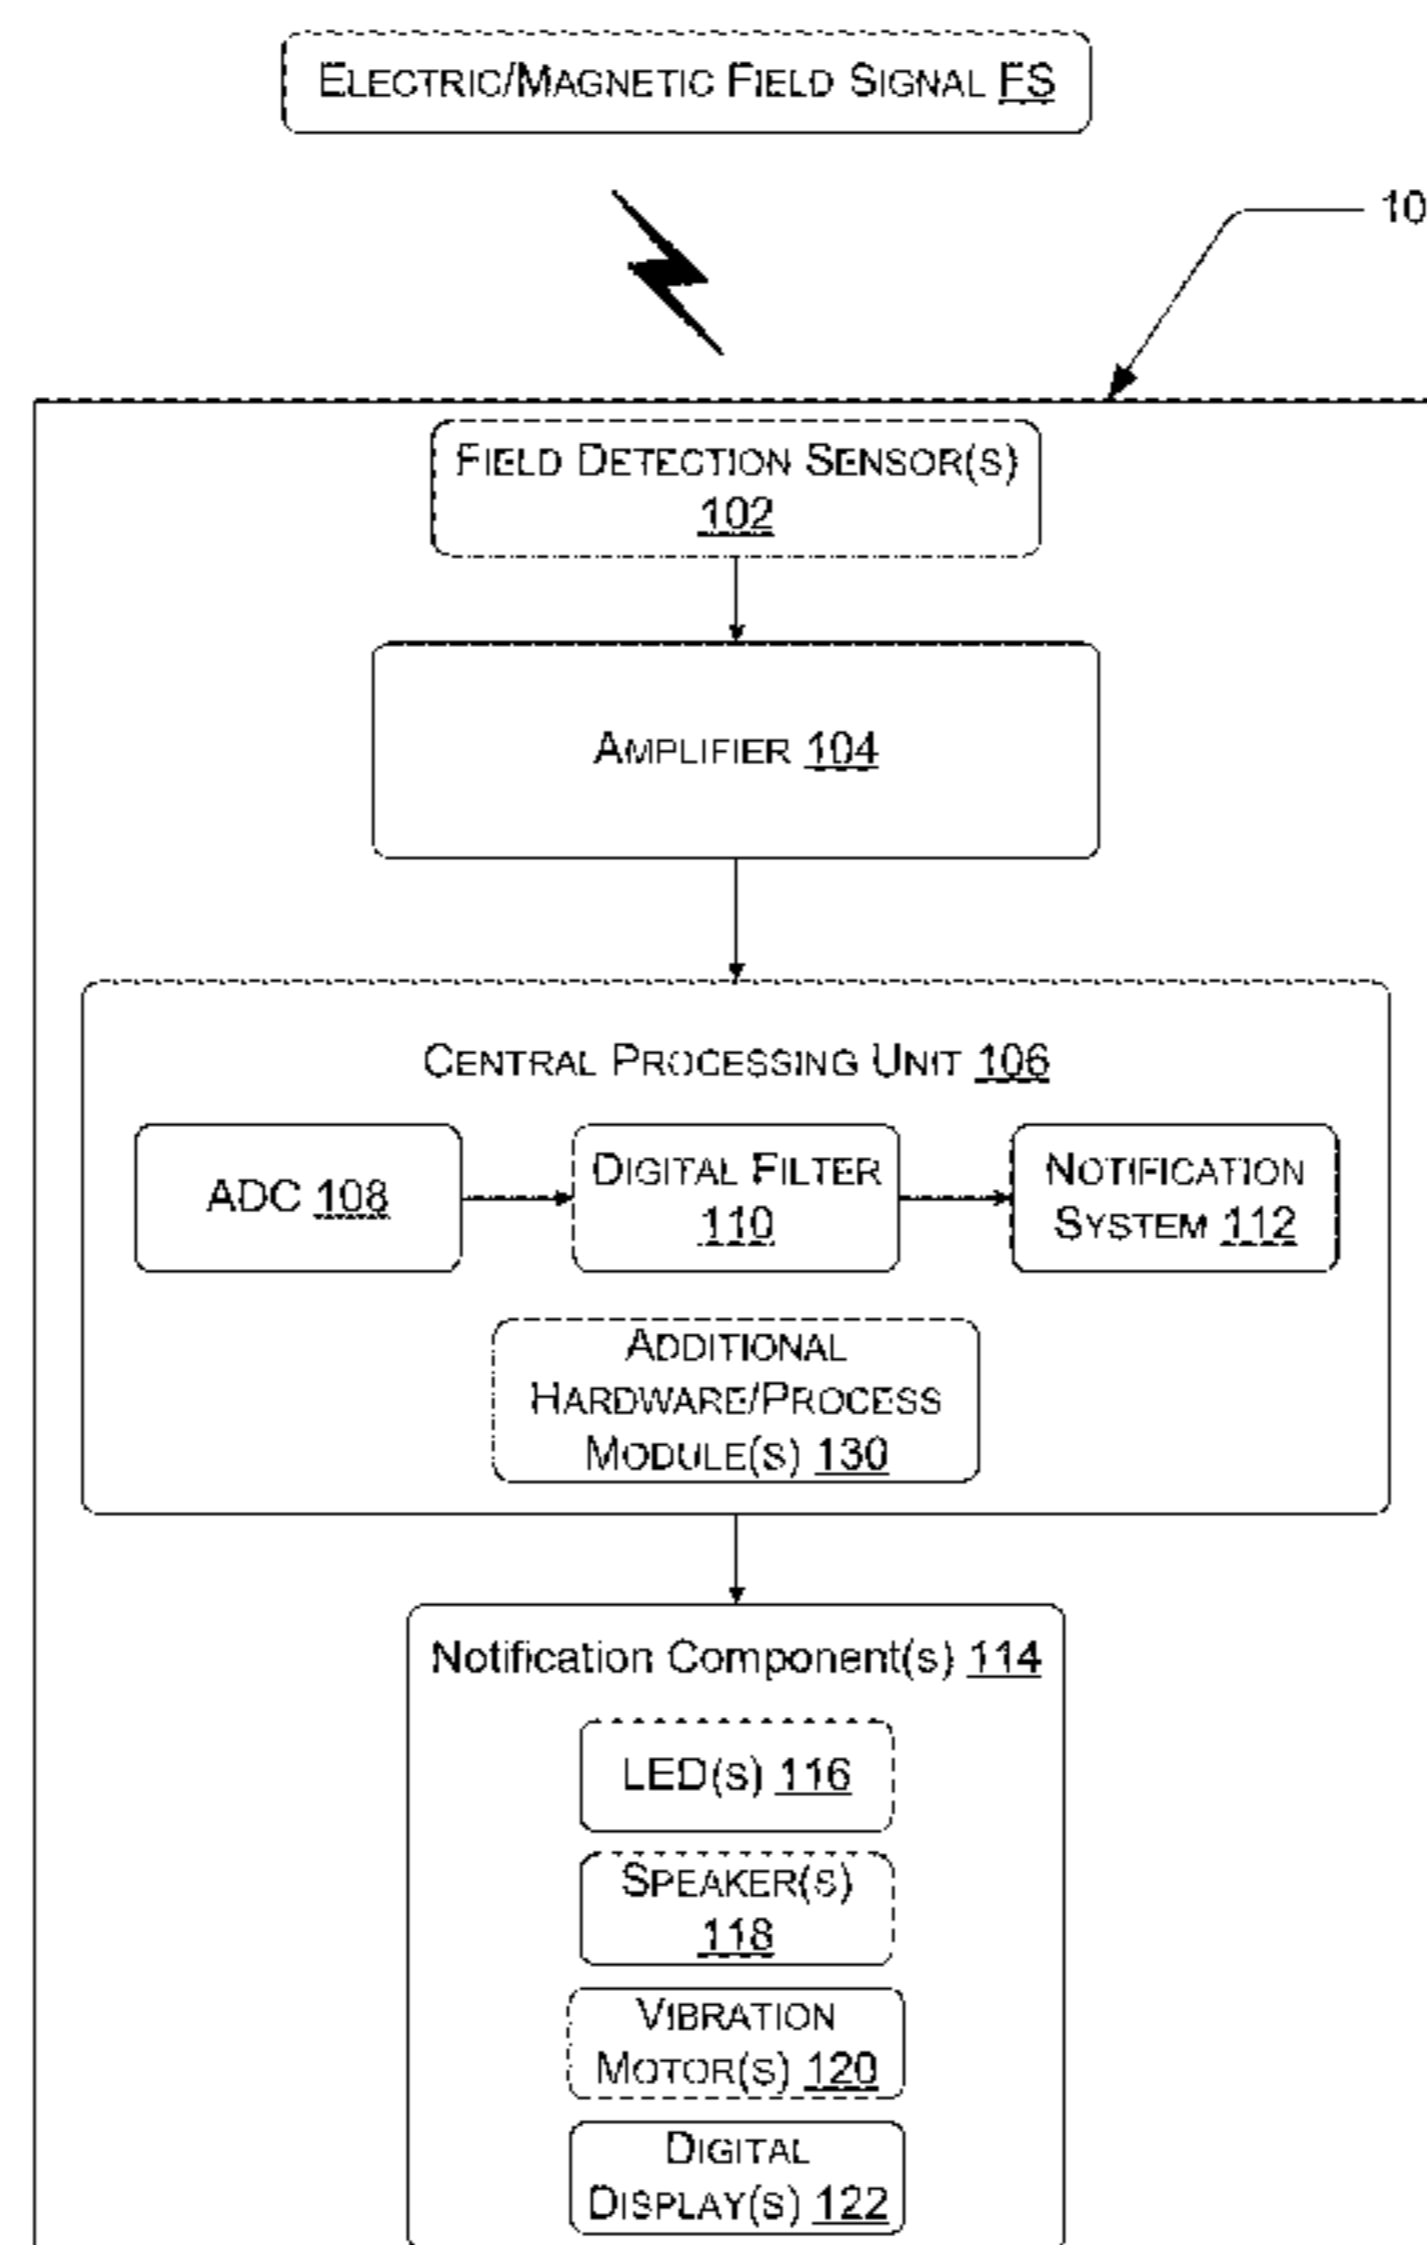 ELECTRIC/MAGNETIC FIELD SIGNAL FS
10
FIELD DETECTION SENSOR(S)
102
AMPLIFIER 104
CENTRAL PROCESSING UNIT 106
ADC 108
DIGITAL FILTER
110
NOTIFICATION
SYSTEM 112
ADDITIONAL
HARDWARE/PROCESS
MODULE(S) 130
Notification Component(s) 114
LED(S) 116
SPEAKER(S)
118
VIBRATION
MOTOR(S) 120
DIGITAL
DISPLAY(S) 122